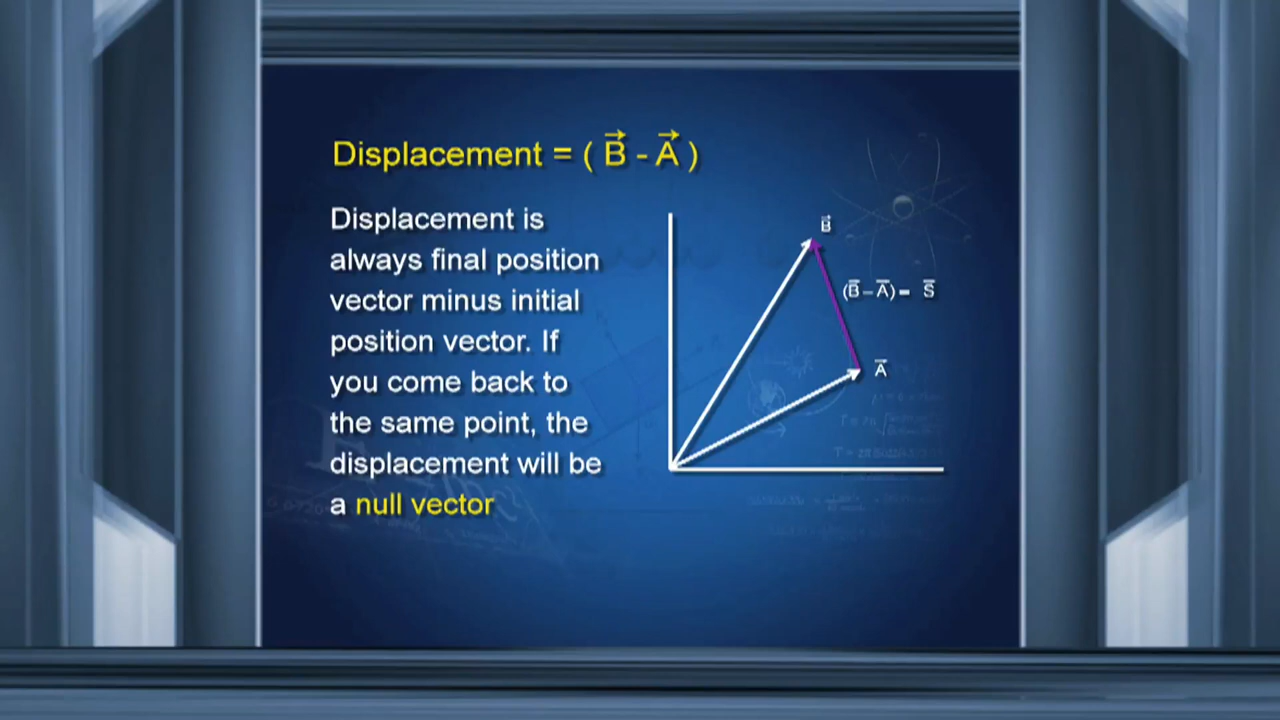 Displacement = ( B⃗ - A⃗ )
Displacement is
always final position
vector minus initial
position vector. If
you come back to
the same point, the
displacement will be
a null vector
B⃗
(B̅ – A̅) = S̅
A⃗